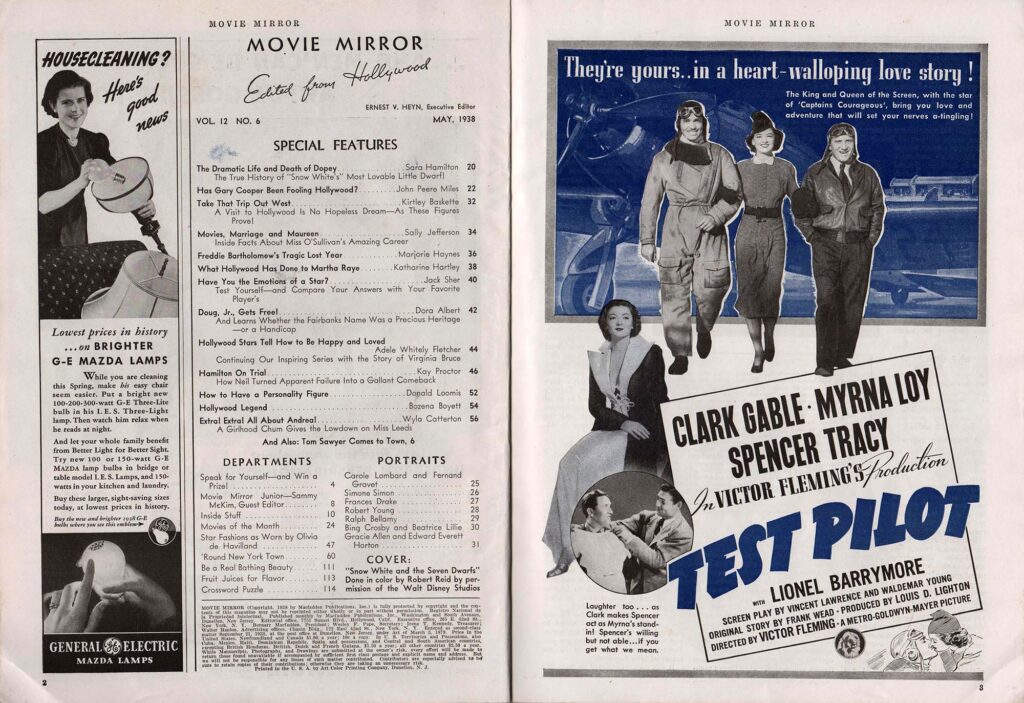 MOVIE MIRROR
HOUSECLEANING?
Here's
good
news
Lowest prices in history
...on BRIGHTER
G-E MAZDA LAMPS
While you are cleaning
this Spring, make his easy chair
seem easier. Put a bright new
100-200-300-watt G-E Three-Lite
bulb in his I.E.S. Three-Light
lamp. Then watch him relax when
he reads at night.
And let your whole family benefit
from Better Light for Better Sight.
Try new 100 or 150-watt G-E
MAZDA lamp bulbs in bridge or
table model I.E.S. Lamps, and 150-
watts in your kitchen and laundry.
Buy these larger, sight-saving sizes
today, at lowest prices in history.
Buy the new and brighter 1938 G-E
bulbs where you see this emblem
GENERAL GE ELECTRIC
MAZDA LAMPS
2
MOVIE MIRROR
Edited from Hollywood
ERNEST V. HEYN, Executive Editor
VOL. 12 NO. 6 MAY, 1938
SPECIAL FEATURES
The Dramatic Life and Death of Dopey Sara Hamilton 20
The True History of "Snow White's" Most Lovable Little Dwarf!
Has Gary Cooper Been Fooling Hollywood? John Peere Miles 22
Take That Trip Out West Kirtley Baskette 32
A Visit to Hollywood Is No Hopeless Dream—As These Figures
Prove!
Movies, Marriage and Maureen Sally Jefferson 34
Inside Facts About Miss O'Sullivan's Amazing Career
Freddie Bartholomew's Tragic Lost Year Marjorie Haynes 36
What Hollywood Has Done to Martha Raye Katharine Hartley 38
Have You the Emotions of a Star? Jack Sher 40
Test Yourself—and Compare Your Answers with Your Favorite
Player's
Doug, Jr., Gets Free! Dora Albert 42
And Learns Whether the Fairbanks Name Was a Precious Heritage
—or a Handicap
Hollywood Stars Tell How to Be Happy and Loved
Adele Whitely Fletcher 44
Continuing Our Inspiring Series with the Story of Virginia Bruce
Hamilton On Trial Kay Proctor 46
How Neil Turned Apparent Failure Into a Gallant Comeback
How to Have a Personality Figure Donald Loomis 52
Hollywood Legend Bozena Boyett 54
Extra! Extra! All About Andrea! Wyla Catterton 56
A Girlhood Chum Gives the Lowdown on Miss Leeds
And Also: Tom Sawyer Comes to Town, 6
DEPARTMENTS
Speak for Yourself—and Win a
Prize! 4
Movie Mirror Junior—Sammy
McKim, Guest Editor 8
Inside Stuff 10
Movies of the Month 24
Star Fashions as Worn by Olivia
de Havilland 47
'Round New York Town 60
Be a Real Bathing Beauty 111
Fruit Juices for Flavor 113
Crossword Puzzle 114
PORTRAITS
Carole Lombard and Fernand
Gravet 25
Simone Simon 26
Frances Drake 27
Robert Young 28
Ralph Bellamy 29
Bing Crosby and Beatrice Lillie 30
Gracie Allen and Edward Everett
Horton 31
COVER:
"Snow White and the Seven Dwarfs"
Done in color by Robert Reid by per-
mission of the Walt Disney Studios
Printed in the U. S. A. by Art Color Printing Company, Dunellen, N. J.
MOVIE MIRROR
They're yours..in a heart-walloping love story!
The King and Queen of the Screen, with the star
of 'Captains Courageous', bring you love and
adventure that will set your nerves a-tingling!
CLARK GABLE · MYRNA LOY
SPENCER TRACY
In VICTOR FLEMING'S Production
TEST PILOT
WITH LIONEL BARRYMORE
SCREEN PLAY BY VINCENT LAWRENCE AND WALDEMAR YOUNG
ORIGINAL STORY BY FRANK WEAD · PRODUCED BY LOUIS D. LIGHTON
DIRECTED BY VICTOR FLEMING · A METRO-GOLDWYN-MAYER PICTURE
Laughter too . . . as
Clark makes Spencer
act as Myrna's stand-
in! Spencer's willing
but not able...if you
get what we mean.
3